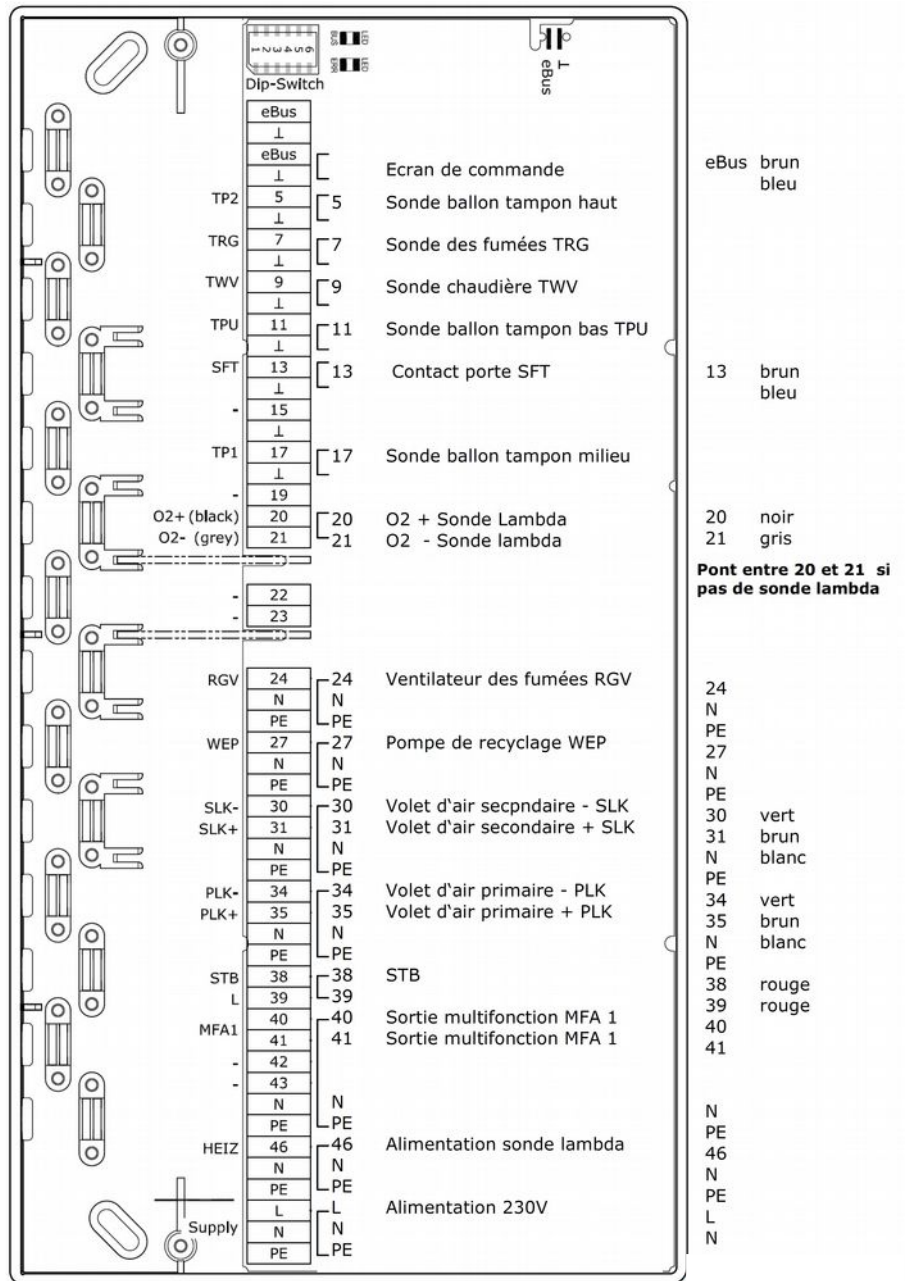 1 2 3 4 5 6
BUS LED
ERR LED
Dip-Switch
eBus ⊥
eBus
⊥
eBus Ecran de commande eBus brun
⊥ bleu
TP2 5 5 Sonde ballon tampon haut
⊥
TRG 7 7 Sonde des fumées TRG
⊥
TWV 9 9 Sonde chaudière TWV
⊥
TPU 11 11 Sonde ballon tampon bas TPU
⊥
SFT 13 13 Contact porte SFT 13 brun
⊥ bleu
- 15
⊥
TP1 17 17 Sonde ballon tampon milieu
⊥
- 19
O2+ (black) 20 20 O2 + Sonde Lambda 20 noir
O2- (grey) 21 21 O2 - Sonde lambda 21 gris
Pont entre 20 et 21 si
pas de sonde lambda
- 22
- 23
RGV 24 24 Ventilateur des fumées RGV 24
N N N
PE PE PE
WEP 27 27 Pompe de recyclage WEP 27
N N N
PE PE PE
SLK- 30 30 Volet d'air secpndaire - SLK 30 vert
SLK+ 31 31 Volet d'air secondaire + SLK 31 brun
N N N blanc
PE PE PE
PLK- 34 34 Volet d'air primaire - PLK 34 vert
PLK+ 35 35 Volet d'air primaire + PLK 35 brun
N N N blanc
PE PE PE
STB 38 38 STB 38 rouge
L 39 39 39 rouge
MFA1 40 40 Sortie multifonction MFA 1 40
41 41 Sortie multifonction MFA 1 41
- 42
- 43
N N N
PE PE PE
HEIZ 46 46 Alimentation sonde lambda 46
N N N
PE PE PE
L L Alimentation 230V L
Supply N N N
PE PE